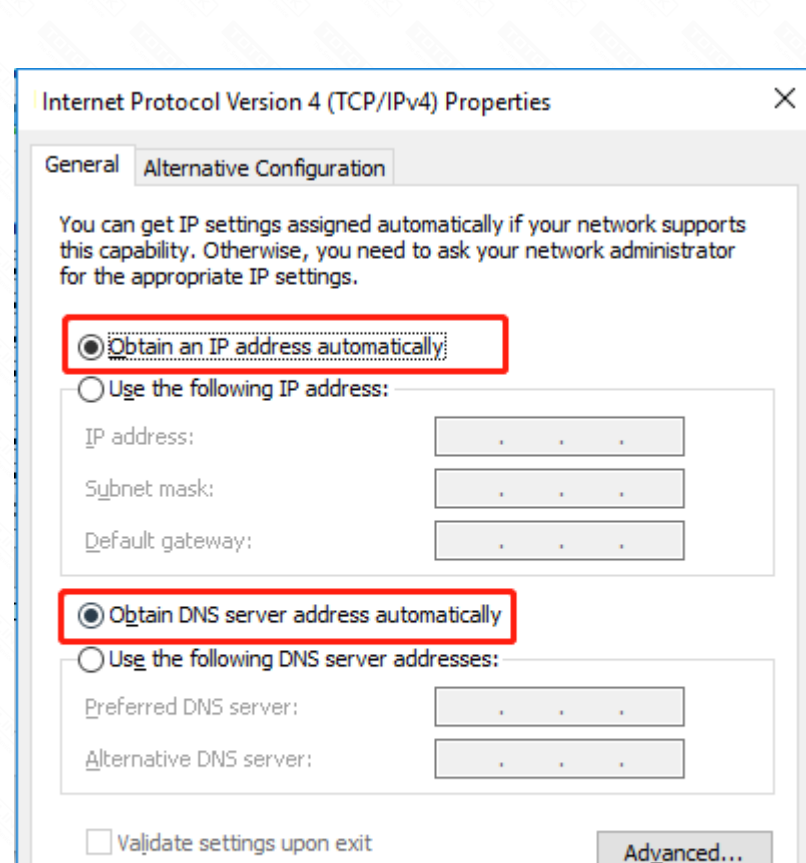 Internet Protocol Version 4 (TCP/IPv4) Properties
General
Alternative Configuration
You can get IP settings assigned automatically if your network supports
this capability. Otherwise, you need to ask your network administrator
for the appropriate IP settings.
Obtain an IP address automatically
Use the following IP address:
IP address:
Subnet mask:
Default gateway:
Obtain DNS server address automatically
Use the following DNS server addresses:
Preferred DNS server:
Alternative DNS server:
Validate settings upon exit
Advanced...